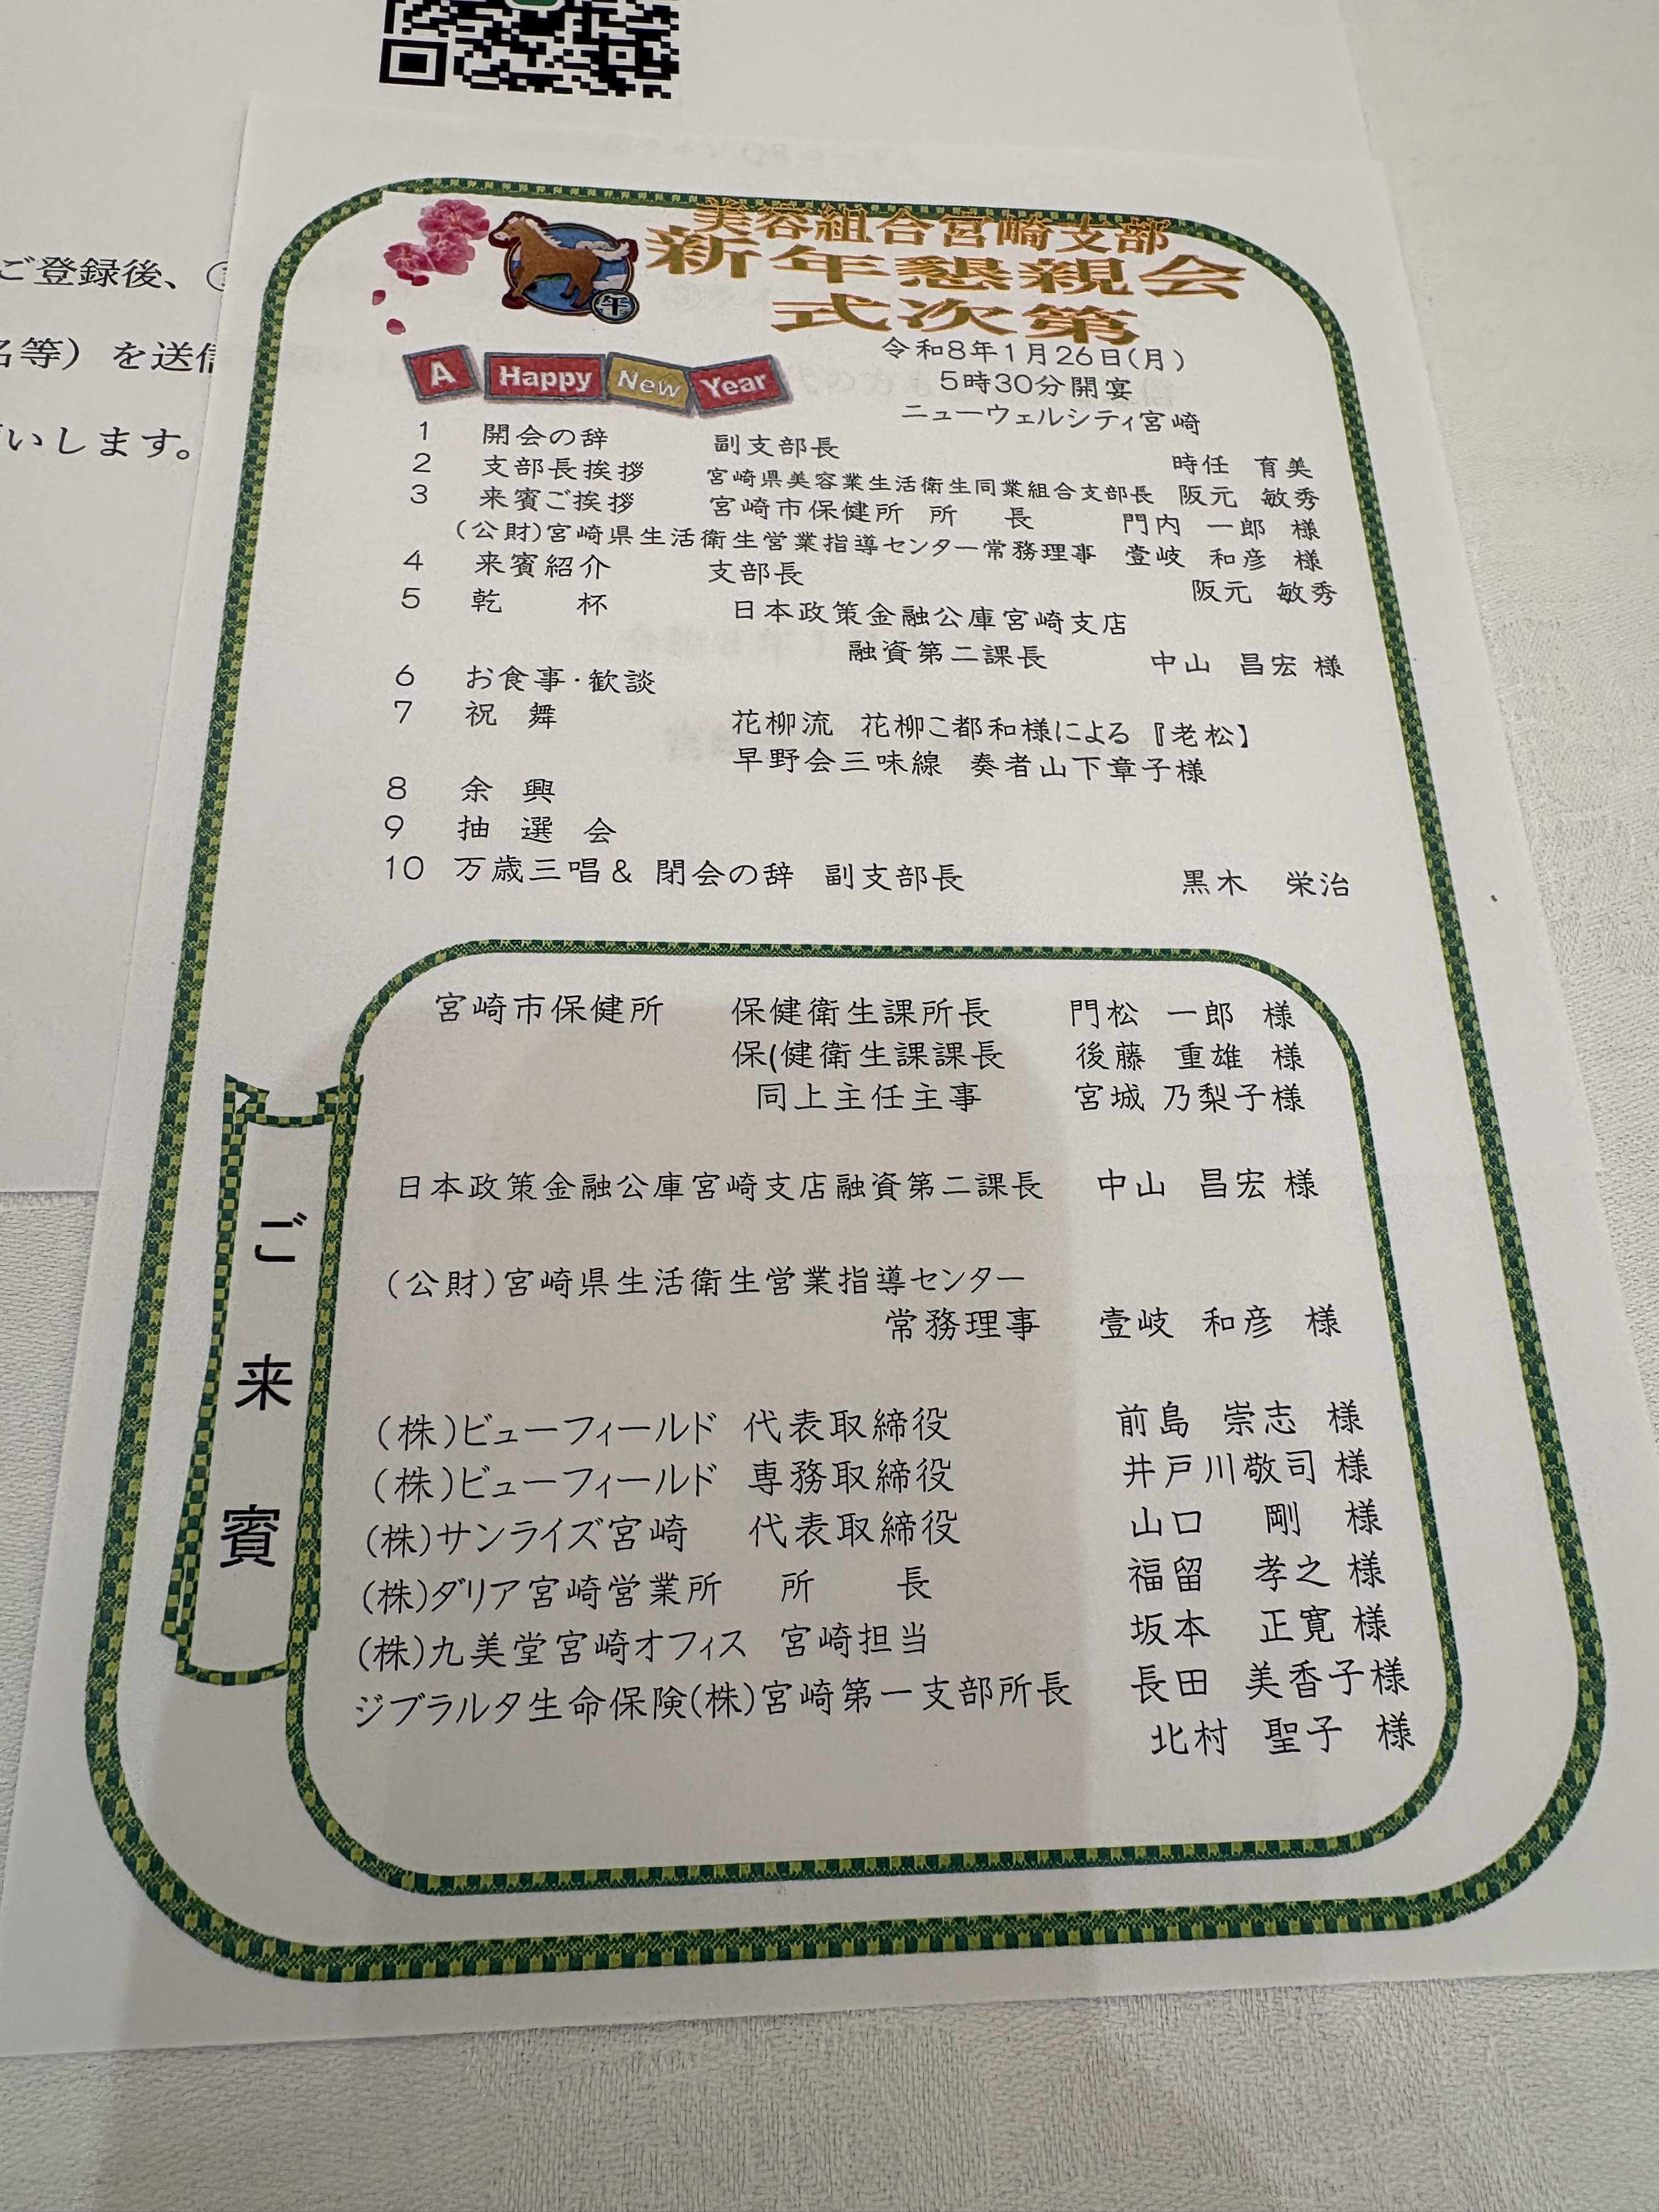 ご登録後、
名等）を送信
いします。
美容組合宮崎支部
新年懇親会
式次第
午
A Happy New Year
令和8年1月26日(月)
5時30分開宴
ニューウェルシティ宮崎
1 開会の辞 副支部長 時任 育美
2 支部長挨拶 宮崎県美容業生活衛生同業組合支部長 阪元 敏秀
3 来賓ご挨拶 宮崎市保健所 所 長 門内 一郎 様
(公財)宮崎県生活衛生営業指導センター常務理事 壹岐 和彦 様
4 来賓紹介 支部長 阪元 敏秀
5 乾 杯 日本政策金融公庫宮崎支店
融資第二課長 中山 昌宏 様
6 お食事・歓談
7 祝 舞 花柳流 花柳こ都和様による『老松】
早野会三味線 奏者山下章子様
8 余 興
9 抽 選 会
10 万歳三唱& 閉会の辞 副支部長 黒木 栄治
ご来賓
宮崎市保健所 保健衛生課所長 門松 一郎 様
保(健衛生課課長 後藤 重雄 様
同上主任主事 宮城 乃梨子様
日本政策金融公庫宮崎支店融資第二課長 中山 昌宏 様
(公財)宮崎県生活衛生営業指導センター
常務理事 壹岐 和彦 様
(株)ビューフィールド 代表取締役 前島 崇志 様
(株)ビューフィールド 専務取締役 井戸川敬司 様
(株)サンライズ宮崎 代表取締役 山口 剛 様
(株)ダリア宮崎営業所 所 長 福留 孝之 様
(株)九美堂宮崎オフィス 宮崎担当 坂本 正寛 様
ジブラルタ生命保険(株)宮崎第一支部所長 長田 美香子様
北村 聖子 様